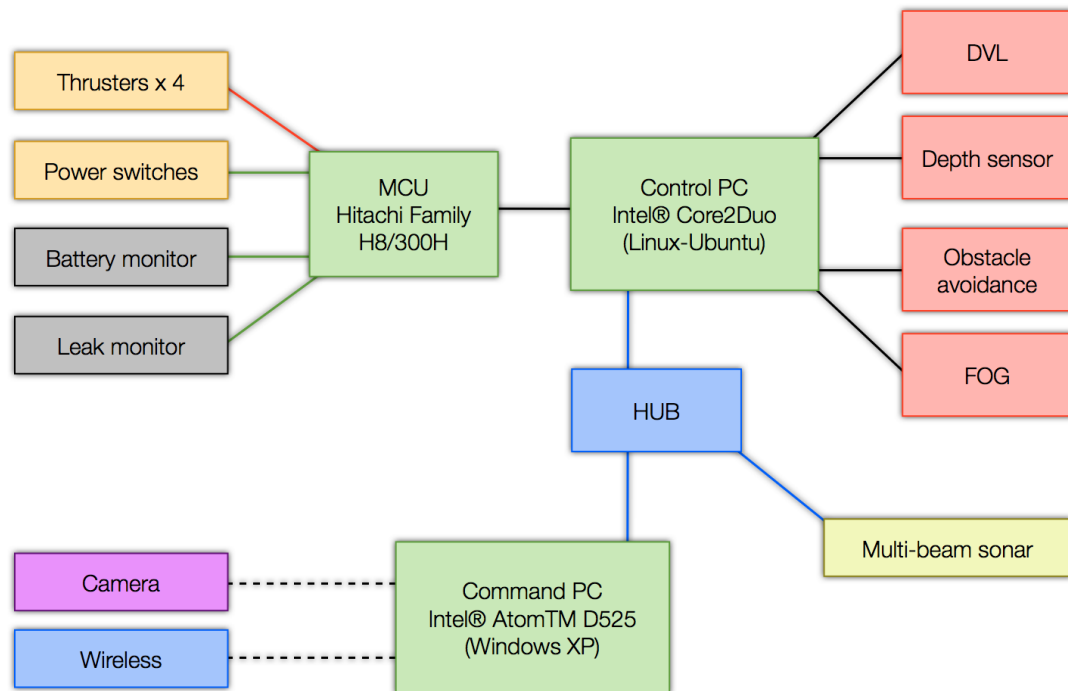 Thrusters x 4
Power switches
Battery monitor
Leak monitor
MCU
Hitachi Family
H8/300H
Control PC
Intel® Core2Duo
(Linux-Ubuntu)
DVL
Depth sensor
Obstacle
avoidance
FOG
HUB
Multi-beam sonar
Camera
Wireless
Command PC
Intel® AtomTM D525
(Windows XP)